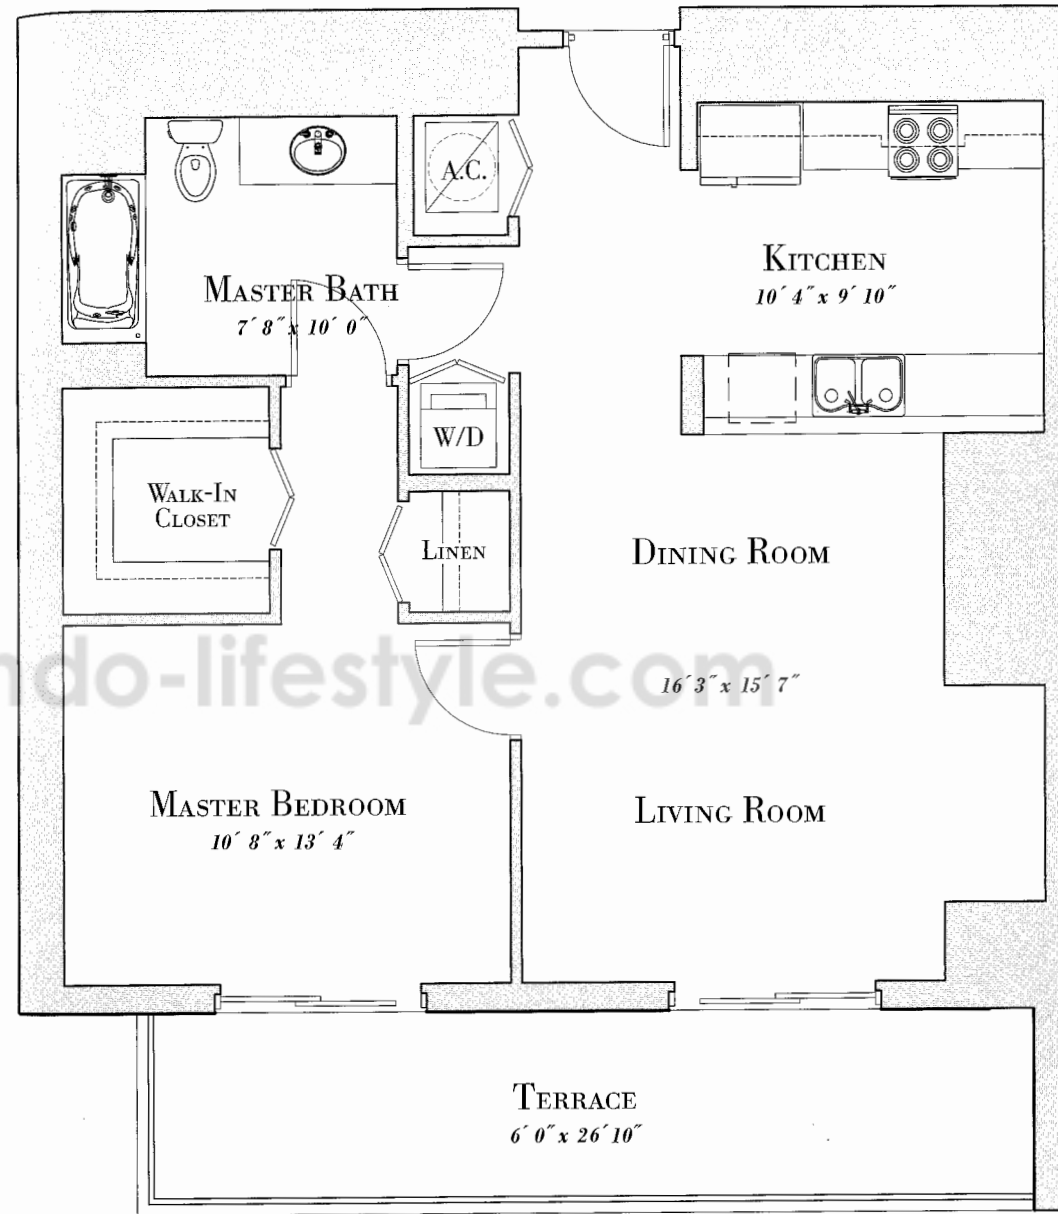 A.C.
KITCHEN
10´ 4˝ x 9´ 10˝
MASTER BATH
7´ 8˝ x 10´ 0˝
W/D
WALK-IN
CLOSET
LINEN
DINING ROOM
ndo-lifestyle.com
16´ 3˝ x 15´ 7˝
MASTER BEDROOM
10´ 8˝ x 13´ 4˝
LIVING ROOM
TERRACE
6´ 0˝ x 26´ 10˝